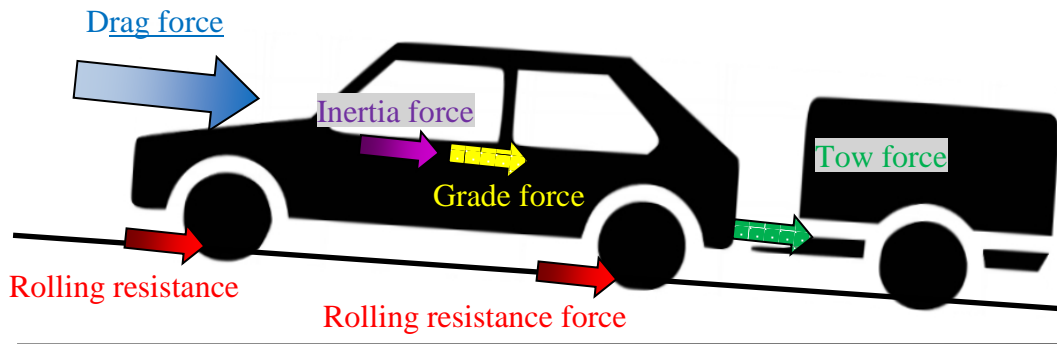 Drag force
Inertia force
Tow force
Grade force
Rolling resistance
Rolling resistance force